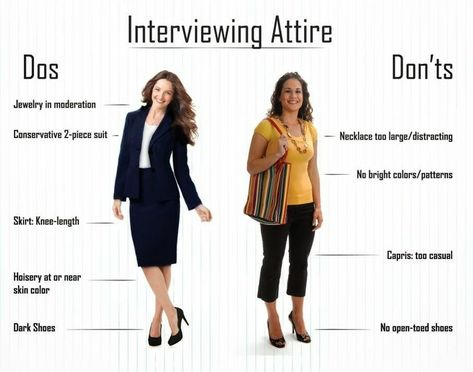 Interviewing Attire
Dos
Don'ts
Jewelry in moderation
Conservative 2-piece suit
Skirt: Knee-length
Hoisery at or near
skin color
Dark Shoes
Necklace too large/distracting
No bright colors/patterns
Capris: too casual
No open-toed shoes